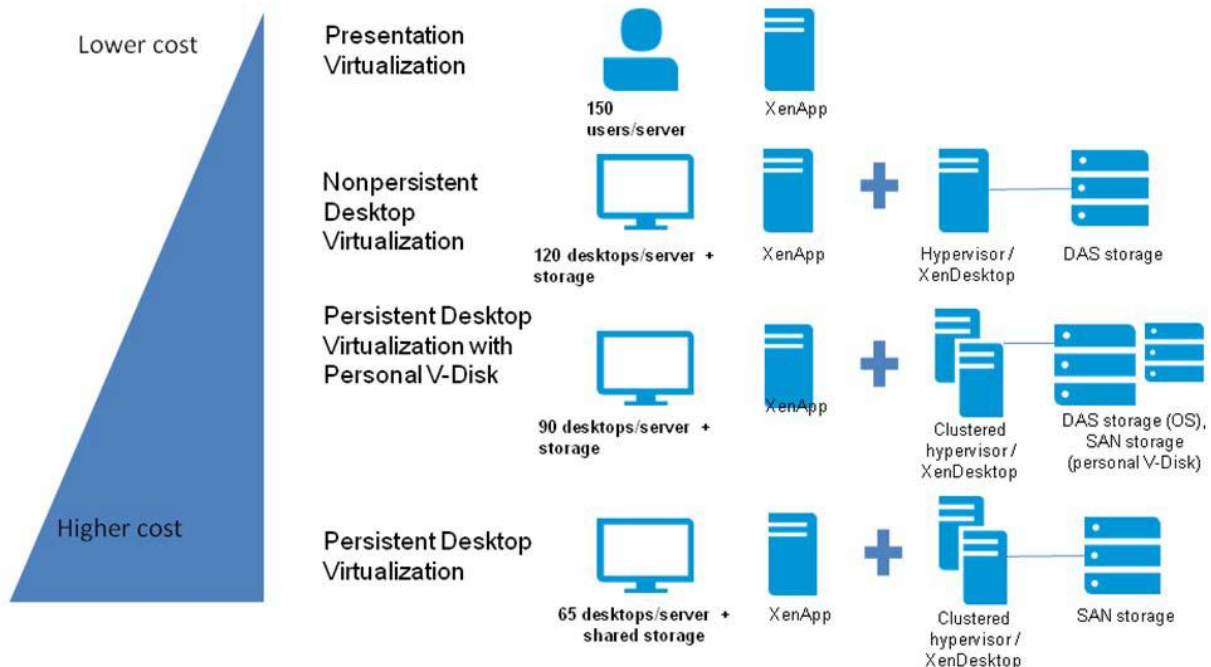 Lower cost
Presentation
Virtualization
150
users/server
XenApp
Nonpersistent
Desktop
Virtualization
120 desktops/server +
storage
XenApp
Hypervisor /
XenDesktop
DAS storage
Persistent Desktop
Virtualization with
Personal V-Disk
90 desktops/server +
storage
XenApp
Clustered
hypervisor /
XenDesktop
DAS storage (OS),
SAN storage
(personal V-Disk)
Higher cost
Persistent Desktop
Virtualization
65 desktops/server +
shared storage
XenApp
Clustered
hypervisor /
XenDesktop
SAN storage